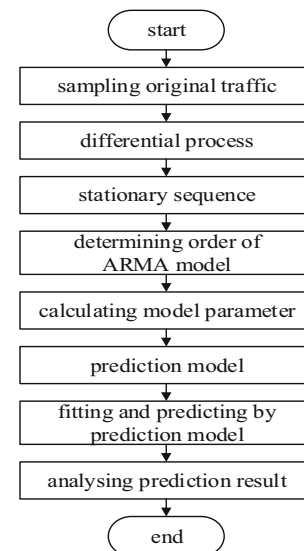 start
sampling original traffic
differential process
stationary sequence
determining order of
ARMA model
calculating model parameter
prediction model
fitting and predicting by
prediction model
analysing prediction result
end